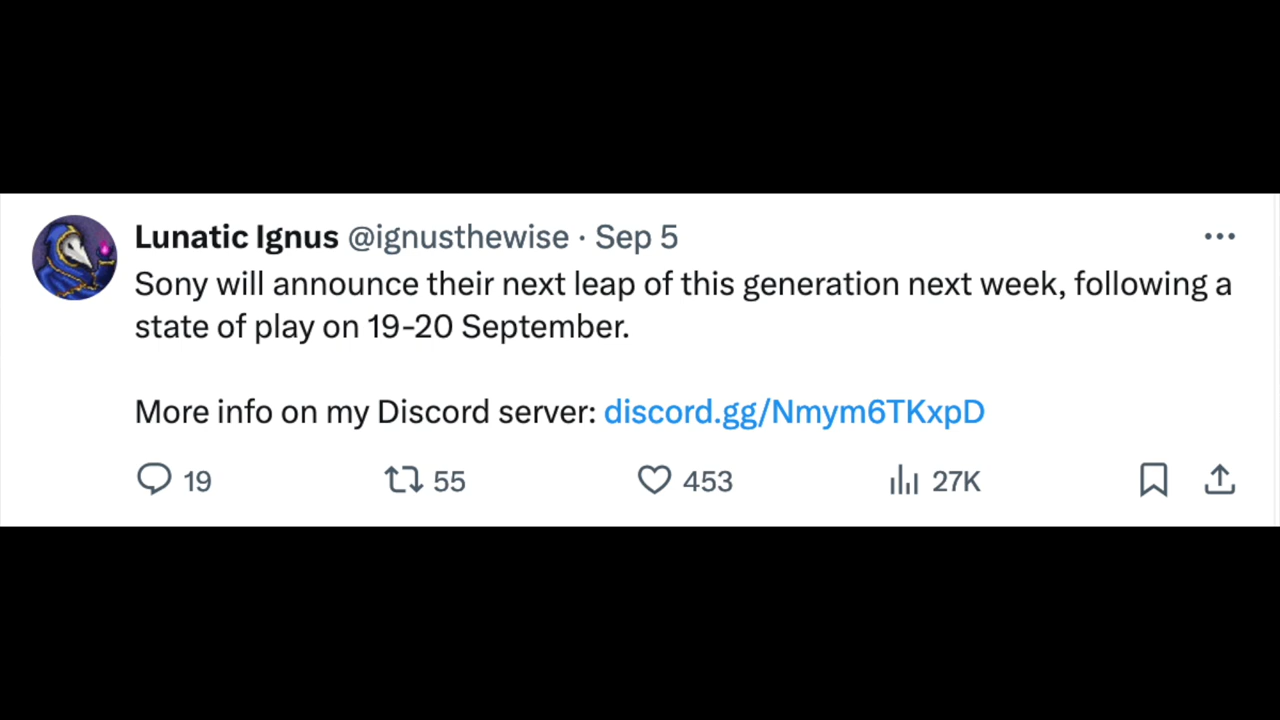 Lunatic Ignus @ignusthewise · Sep 5
Sony will announce their next leap of this generation next week, following a
state of play on 19-20 September.
More info on my Discord server: discord.gg/Nmym6TKxpD
19 55 453 27K